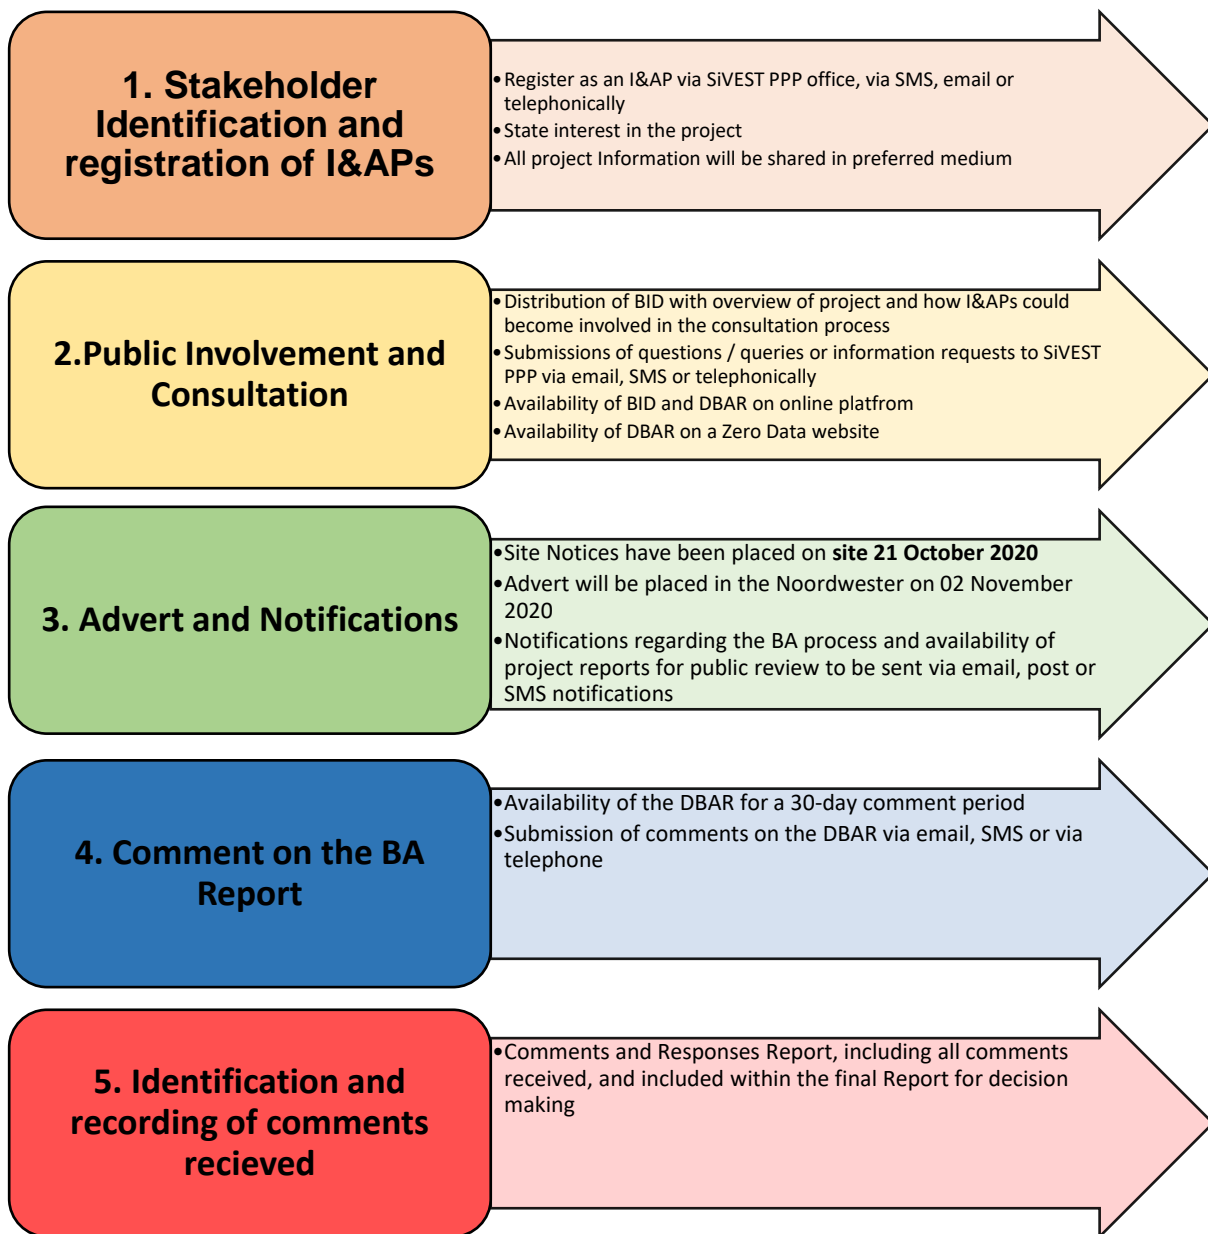 1. Stakeholder
Identification and
registration of I&APs
•Register as an I&AP via SiVEST PPP office, via SMS, email or
telephonically
•State interest in the project
•All project Information will be shared in preferred medium
2.Public Involvement and
Consultation
•Distribution of BID with overview of project and how I&APs could
become involved in the consultation process
•Submissions of questions / queries or information requests to SiVEST
PPP via email, SMS or telephonically
•Availability of BID and DBAR on online platfrom
•Availability of DBAR on a Zero Data website
3. Advert and Notifications
•Site Notices have been placed on site 21 October 2020
•Advert will be placed in the Noordwester on 02 November
2020
•Notifications regarding the BA process and availability of
project reports for public review to be sent via email, post or
SMS notifications
4. Comment on the BA
Report
•Availability of the DBAR for a 30-day comment period
•Submission of comments on the DBAR via email, SMS or via
telephone
5. Identification and
recording of comments
recieved
•Comments and Responses Report, including all comments
received, and included within the final Report for decision
making